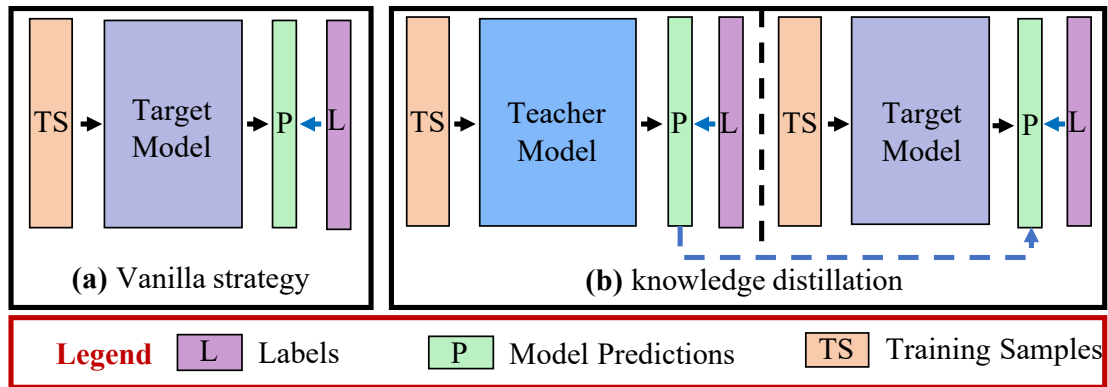 TS
Target
Model
P
L
(a) Vanilla strategy
TS
Teacher
Model
P
L
TS
Target
Model
P
L
(b) knowledge distillation
Legend
L
Labels
P
Model Predictions
TS
Training Samples